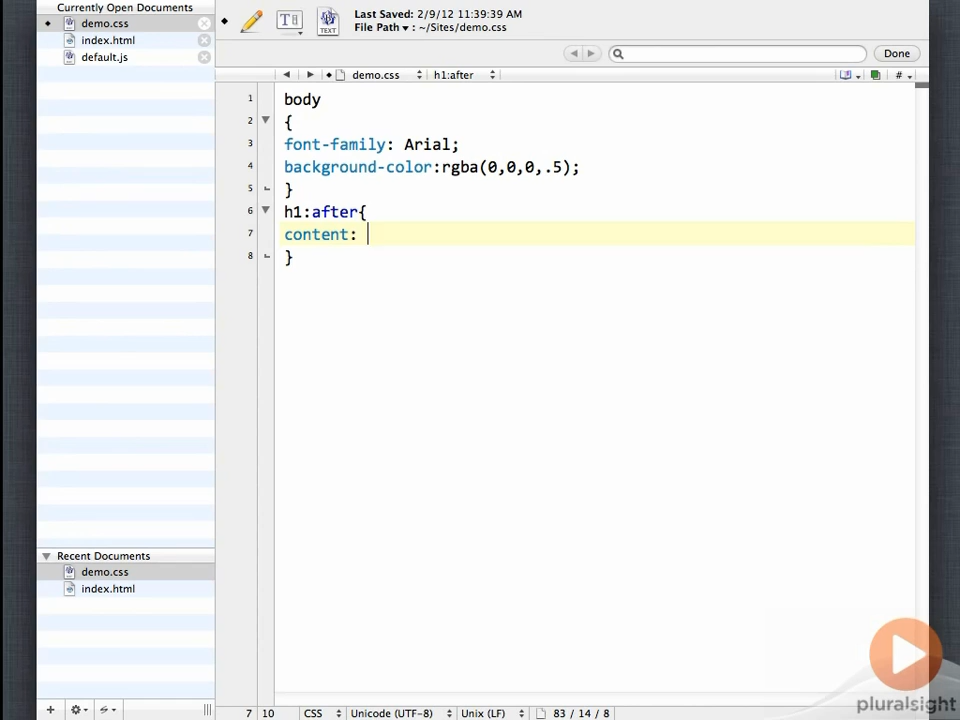 Currently Open Documents
demo.css
index.html
default.js
TEXT
Last Saved: 2/9/12 11:39:39 AM
File Path ▾ : ~/Sites/demo.css
Done
demo.css
h1:after
#
1 body
2 {
3 font-family: Arial;
4 background-color:rgba(0,0,0,.5);
5 }
6 h1:after{
7 content:
8 }
Recent Documents
demo.css
index.html
7 10 CSS Unicode (UTF-8) Unix (LF) 83 / 14 / 8
pluralsight